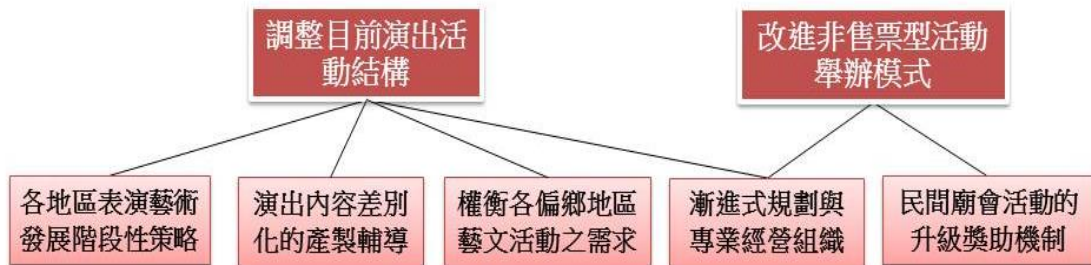 調整目前演出活
動結構
改進非售票型活動
舉辦模式
各地區表演藝術
發展階段性策略
演出內容差別
化的產製輔導
權衡各偏鄉地區
藝文活動之需求
漸進式規劃與
專業經營組織
民間廟會活動的
升級獎助機制